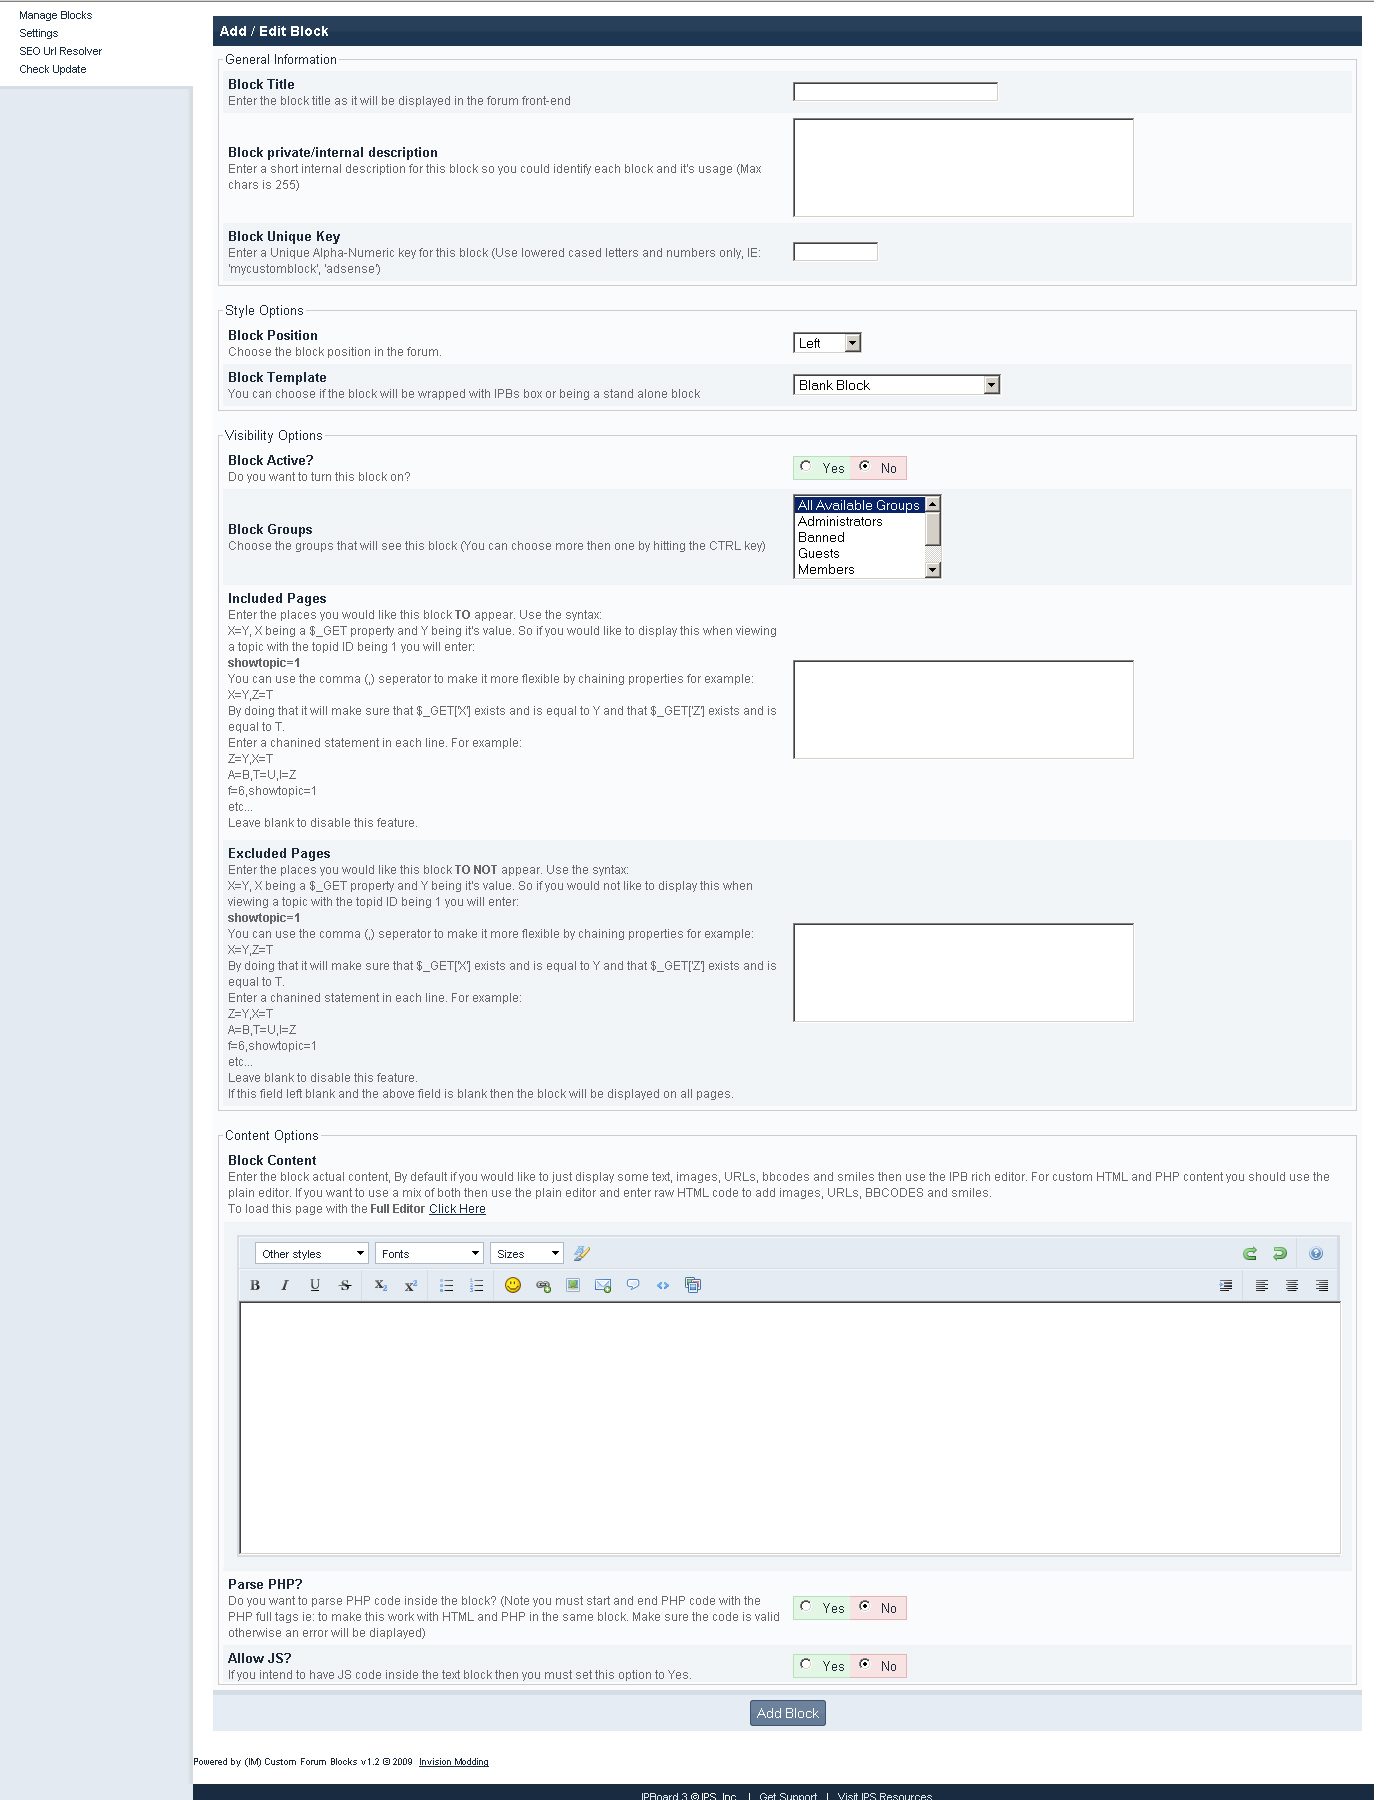 Manage Blocks
Settings
SEO Url Resolver
Check Update
Add / Edit Block
General Information
Block Title
Enter the block title as it will be displayed in the forum front-end
Block private/internal description
Enter a short internal description for this block so you could identify each block and it's usage (Max
chars is 255)
Block Unique Key
Enter a Unique Alpha-Numeric key for this block (Use lowered cased letters and numbers only, IE:
'mycustomblock', 'adsense')
Style Options
Block Position
Choose the block position in the forum.
Left
Block Template
You can choose if the block will be wrapped with IPBs box or being a stand alone block
Blank Block
Visibility Options
Block Active?
Do you want to turn this block on?
Yes No
Block Groups
Choose the groups that will see this block (You can choose more then one by hitting the CTRL key)
All Available Groups
Administrators
Banned
Guests
Members
Included Pages
Enter the places you would like this block TO appear. Use the syntax:
X=Y, X being a $_GET property and Y being it's value. So if you would like to display this when viewing
a topic with the topid ID being 1 you will enter:
showtopic=1
You can use the comma (,) seperator to make it more flexible by chaining properties for example:
X=Y,Z=T
By doing that it will make sure that $_GET['X'] exists and is equal to Y and that $_GET['Z'] exists and is
equal to T.
Enter a chanined statement in each line. For example:
Z=Y,X=T
A=B,T=U,I=Z
f=6,showtopic=1
etc...
Leave blank to disable this feature.
Excluded Pages
Enter the places you would like this block TO NOT appear. Use the syntax:
X=Y, X being a $_GET property and Y being it's value. So if you would not like to display this when
viewing a topic with the topid ID being 1 you will enter:
showtopic=1
You can use the comma (,) seperator to make it more flexible by chaining properties for example:
X=Y,Z=T
By doing that it will make sure that $_GET['X'] exists and is equal to Y and that $_GET['Z'] exists and is
equal to T.
Enter a chanined statement in each line. For example:
Z=Y,X=T
A=B,T=U,I=Z
f=6,showtopic=1
etc...
Leave blank to disable this feature.
If this field left blank and the above field is blank then the block will be displayed on all pages.
Content Options
Block Content
Enter the block actual content, By default if you would like to just display some text, images, URLs, bbcodes and smiles then use the IPB rich editor. For custom HTML and PHP content you should use the
plain editor. If you want to use a mix of both then use the plain editor and enter raw HTML code to add images, URLs, BBCODES and smiles.
To load this page with the Full Editor Click Here
Other styles Fonts Sizes
B I U S X2 X2
Parse PHP?
Do you want to parse PHP code inside the block? (Note you must start and end PHP code with the
PHP full tags ie: to make this work with HTML and PHP in the same block. Make sure the code is valid
otherwise an error will be diaplayed)
Yes No
Allow JS?
If you intend to have JS code inside the text block then you must set this option to Yes.
Yes No
Add Block
Powered by (IM) Custom Forum Blocks v1.2 © 2009 Invision Modding
IPBoard 3 © IPS, Inc. | Get Support | Visit IPS Resources